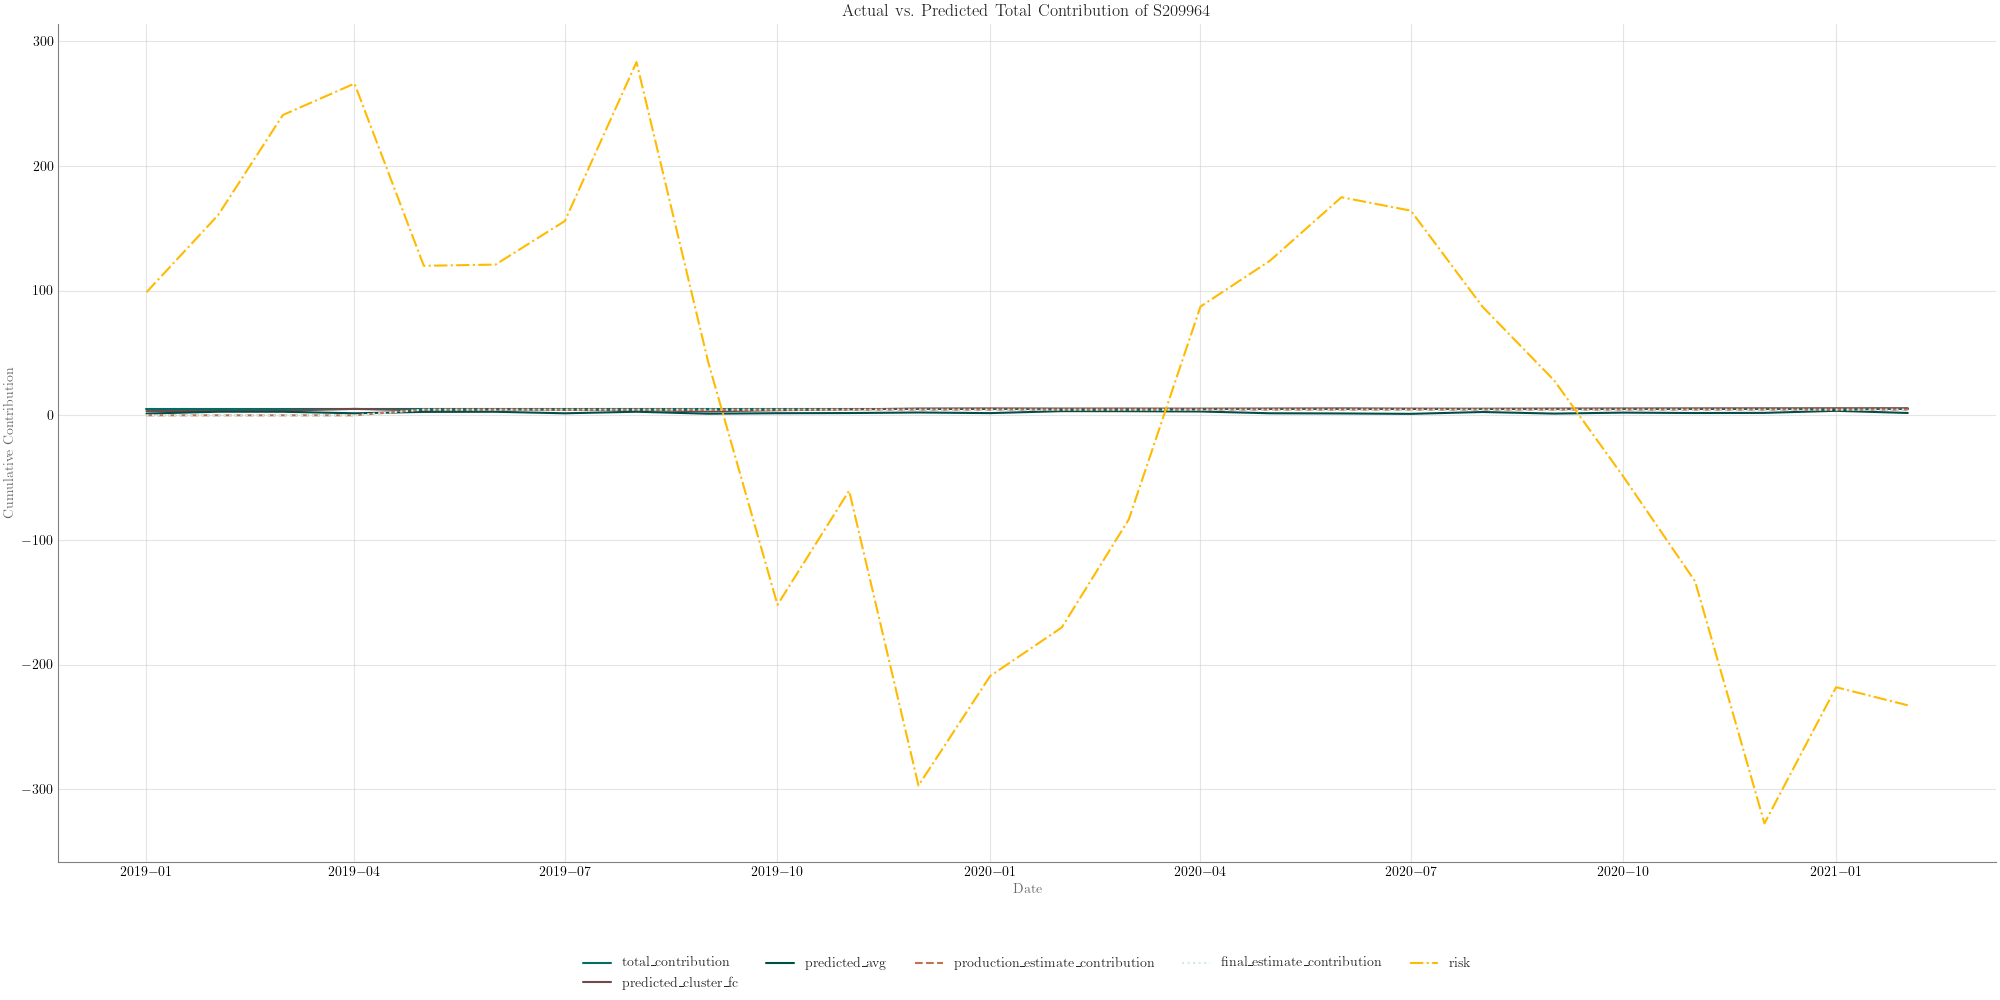 Actual vs. Predicted Total Contribution of S209964
300
200
100
0
−100
−200
−300
Cumulative Contribution
2019−01
2019−04
2019−07
2019−10
2020−01
2020−04
2020−07
2020−10
2021−01
Date
total_contribution
predicted_avg
production_estimate_contribution
final_estimate_contribution
risk
predicted_cluster_fc